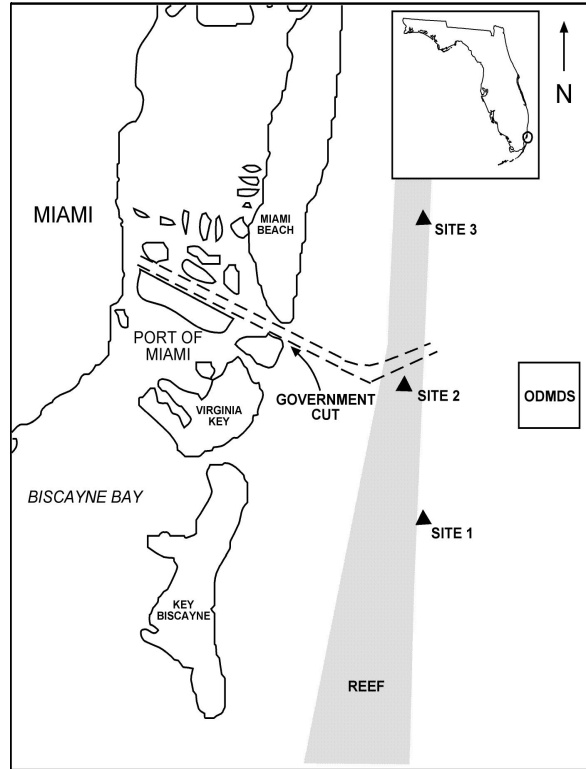 N
MIAMI
MIAMI
BEACH
SITE 3
PORT OF
MIAMI
GOVERNMENT
CUT
SITE 2
ODMDS
VIRGINIA
KEY
BISCAYNE BAY
SITE 1
KEY
BISCAYNE
REEF